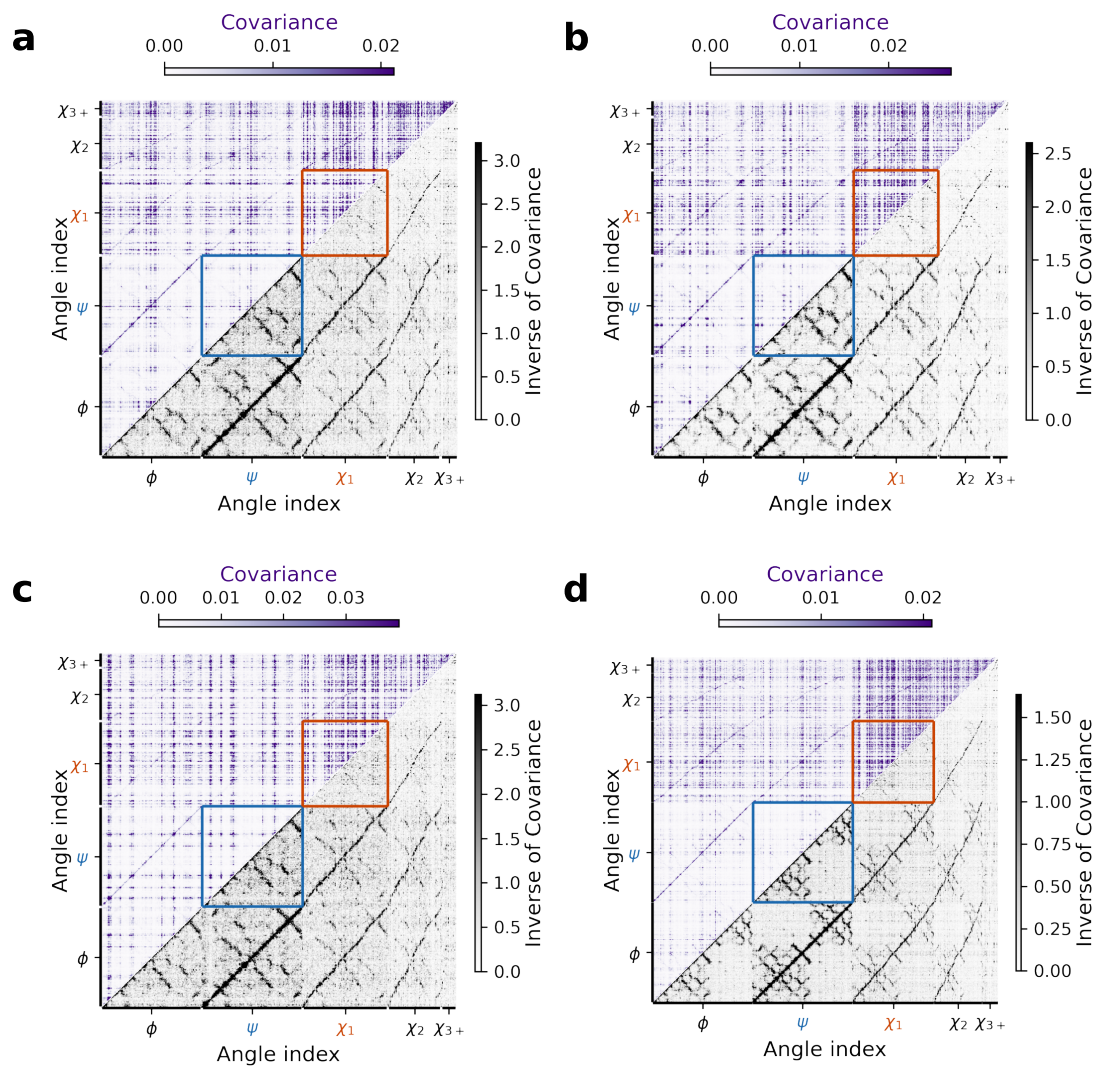 a
Covariance
0.00 0.01 0.02
χ3+
χ2
χ1
ψ
ϕ
Angle index
ϕ ψ χ1 χ2 χ3+
Angle index
3.0
2.5
2.0
1.5
1.0
0.5
0.0
Inverse of Covariance
b
Covariance
0.00 0.01 0.02
χ3+
χ2
χ1
ψ
ϕ
Angle index
ϕ ψ χ1 χ2 χ3+
Angle index
2.5
2.0
1.5
1.0
0.5
0.0
Inverse of Covariance
c
Covariance
0.00 0.01 0.02 0.03
χ3+
χ2
χ1
ψ
ϕ
Angle index
ϕ ψ χ1 χ2 χ3+
Angle index
3.0
2.5
2.0
1.5
1.0
0.5
0.0
Inverse of Covariance
d
Covariance
0.00 0.01 0.02
χ3+
χ2
χ1
ψ
ϕ
Angle index
ϕ ψ χ1 χ2 χ3+
Angle index
1.50
1.25
1.00
0.75
0.50
0.25
0.00
Inverse of Covariance